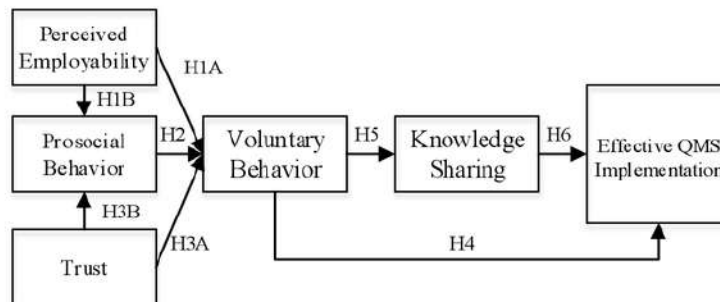 Perceived
Employability
H1A
H1B
Prosocial
Behavior
H2
Voluntary
Behavior
H5
Knowledge
Sharing
H6
Effective QMS
Implementation
H3B
H3A
Trust
H4